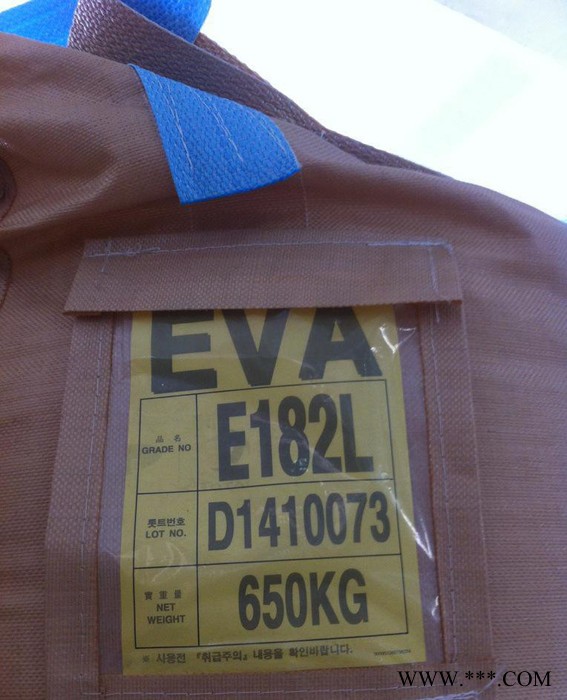 EVA
品名
GRADE NO
E182L
롯트번호
LOT NO.
D1410073
實重量
NET
WEIGHT
650KG
※ 사용전 『취급주의』 내용을 확인바랍니다.
WWW.***.COM